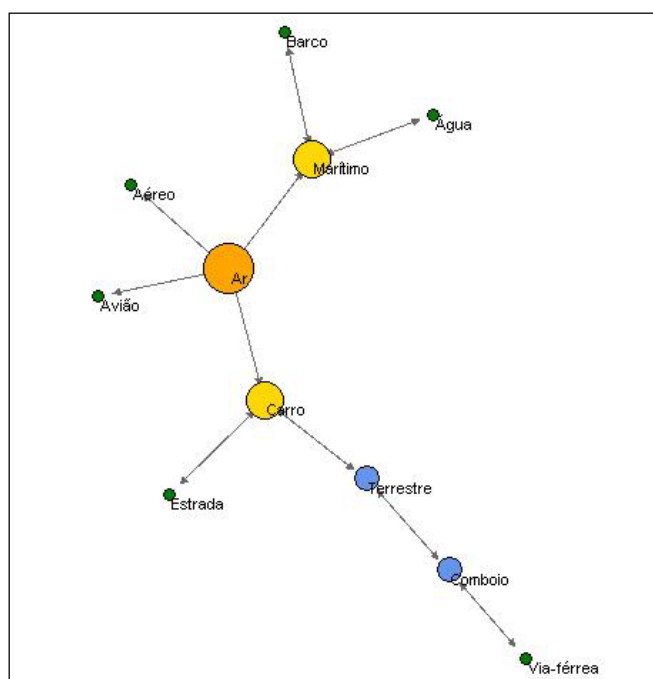 Barco
Água
Marítimo
Aéreo
Ar
Avião
Carro
Terrestre
Estrada
Comboio
Via-férrea